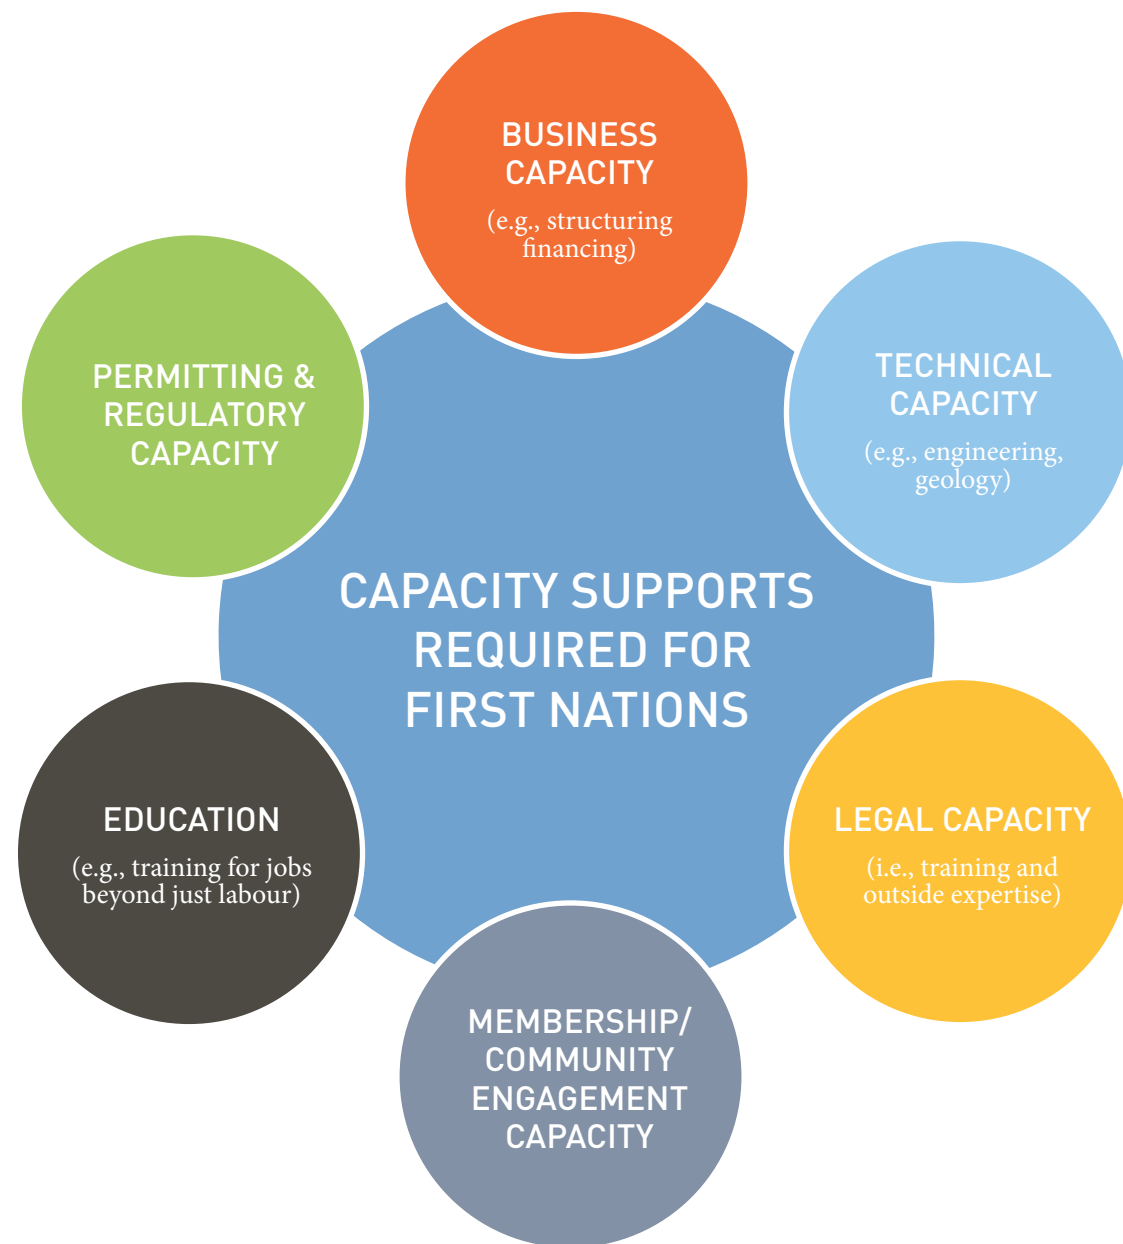 BUSINESS
CAPACITY
(e.g., structuring
financing)
TECHNICAL
CAPACITY
(e.g., engineering,
geology)
PERMITTING &
REGULATORY
CAPACITY
CAPACITY SUPPORTS
REQUIRED FOR
FIRST NATIONS
EDUCATION
(e.g., training for jobs
beyond just labour)
LEGAL CAPACITY
(i.e., training and
outside expertise)
MEMBERSHIP/
COMMUNITY
ENGAGEMENT
CAPACITY